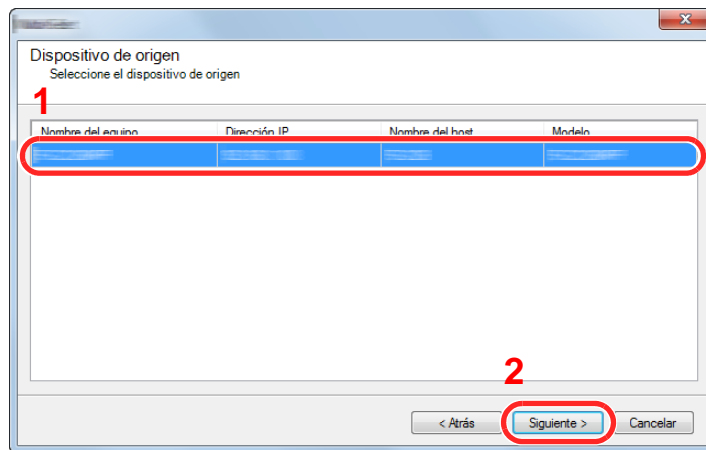 Dispositivo de origen
Seleccione el dispositivo de origen
1
Nombre del equipo Dirección IP Nombre del host Modelo
2
< Atrás Siguiente > Cancelar